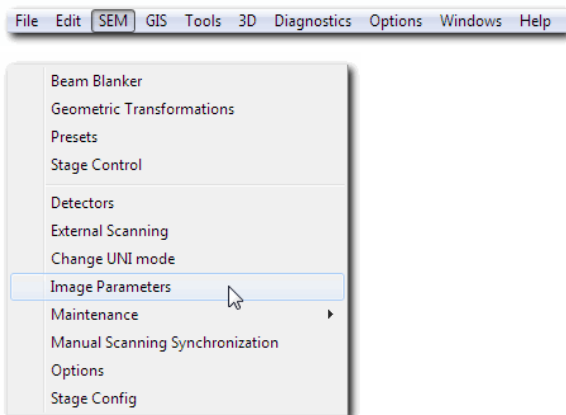 File Edit SEM GIS Tools 3D Diagnostics Options Windows Help
Beam Blanker
Geometric Transformations
Presets
Stage Control
Detectors
External Scanning
Change UNI mode
Image Parameters
Maintenance
Manual Scanning Synchronization
Options
Stage Config